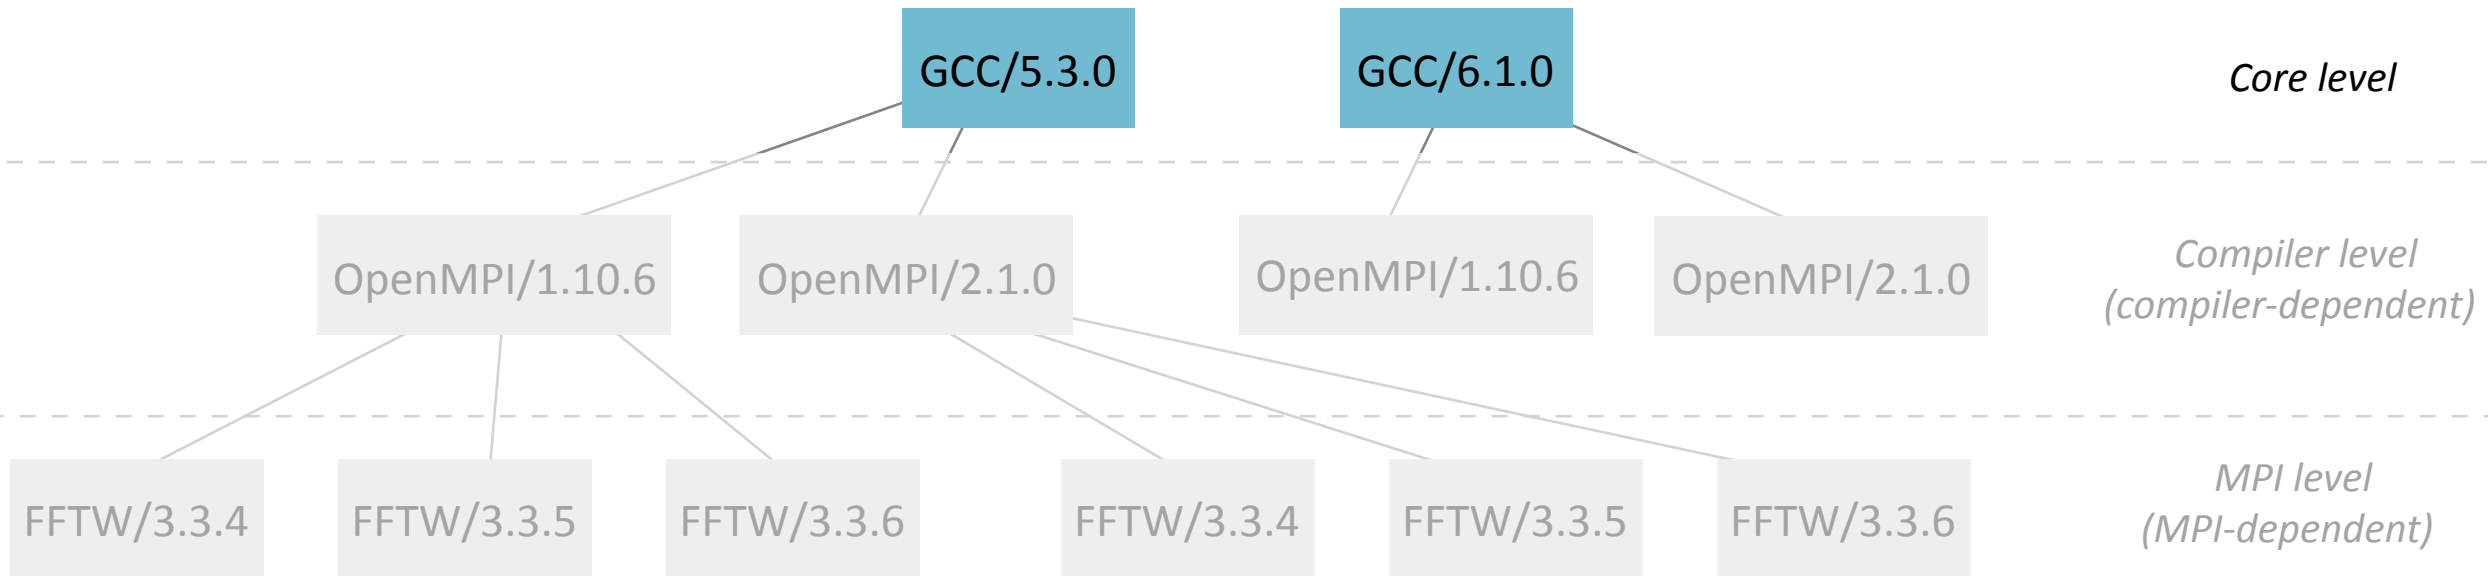 GCC/5.3.0
GCC/6.1.0
Core level
OpenMPI/1.10.6
OpenMPI/2.1.0
OpenMPI/1.10.6
OpenMPI/2.1.0
Compiler level
(compiler-dependent)
FFTW/3.3.4
FFTW/3.3.5
FFTW/3.3.6
FFTW/3.3.4
FFTW/3.3.5
FFTW/3.3.6
MPI level
(MPI-dependent)